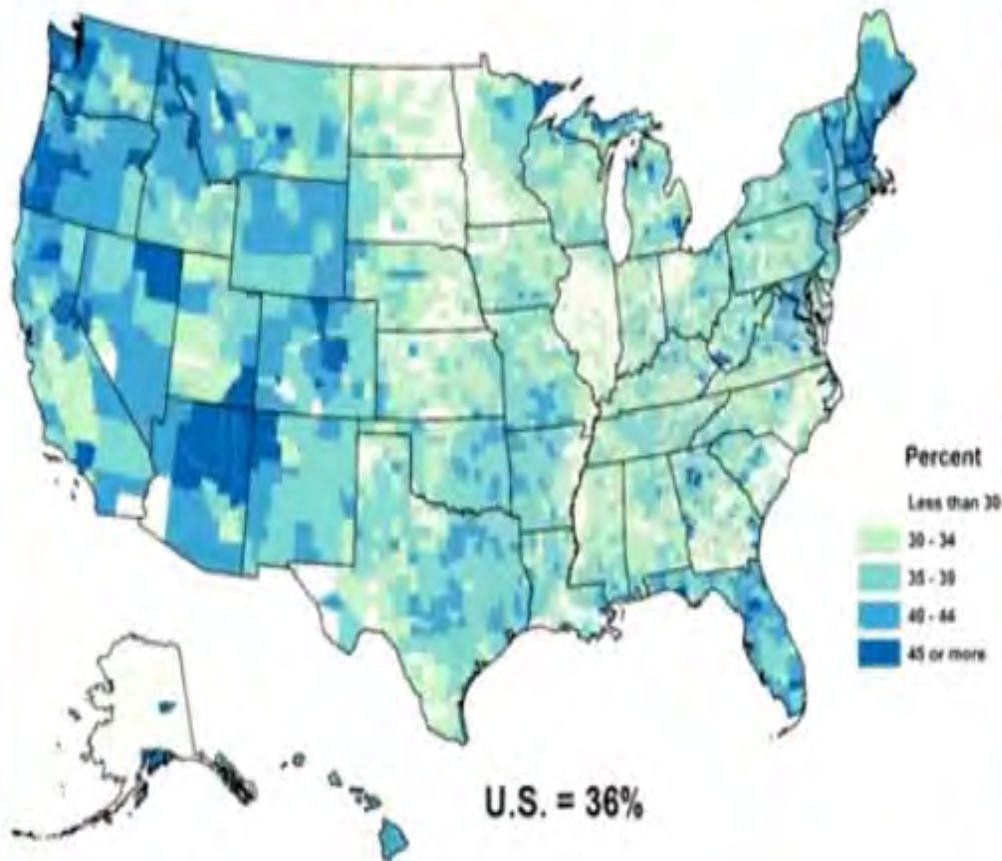 Percent
Less than 30
30 - 34
35 - 39
40 - 44
45 or more
U.S. = 36%